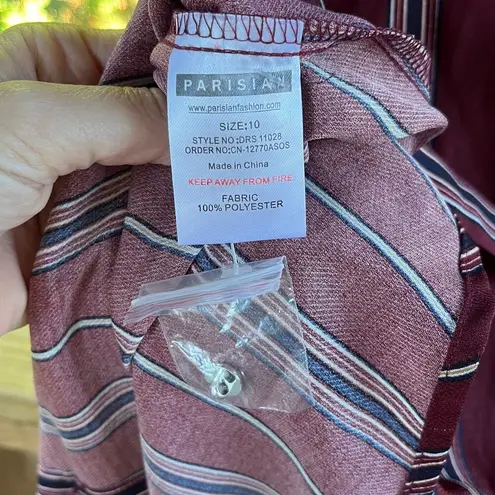 PARISIAN
www.parisianfashion.com
SIZE:10
STYLE NO:DRS 11028
ORDER NO:CN-12770ASOS
Made in China
KEEP AWAY FROM FIRE
FABRIC
100% POLYESTER